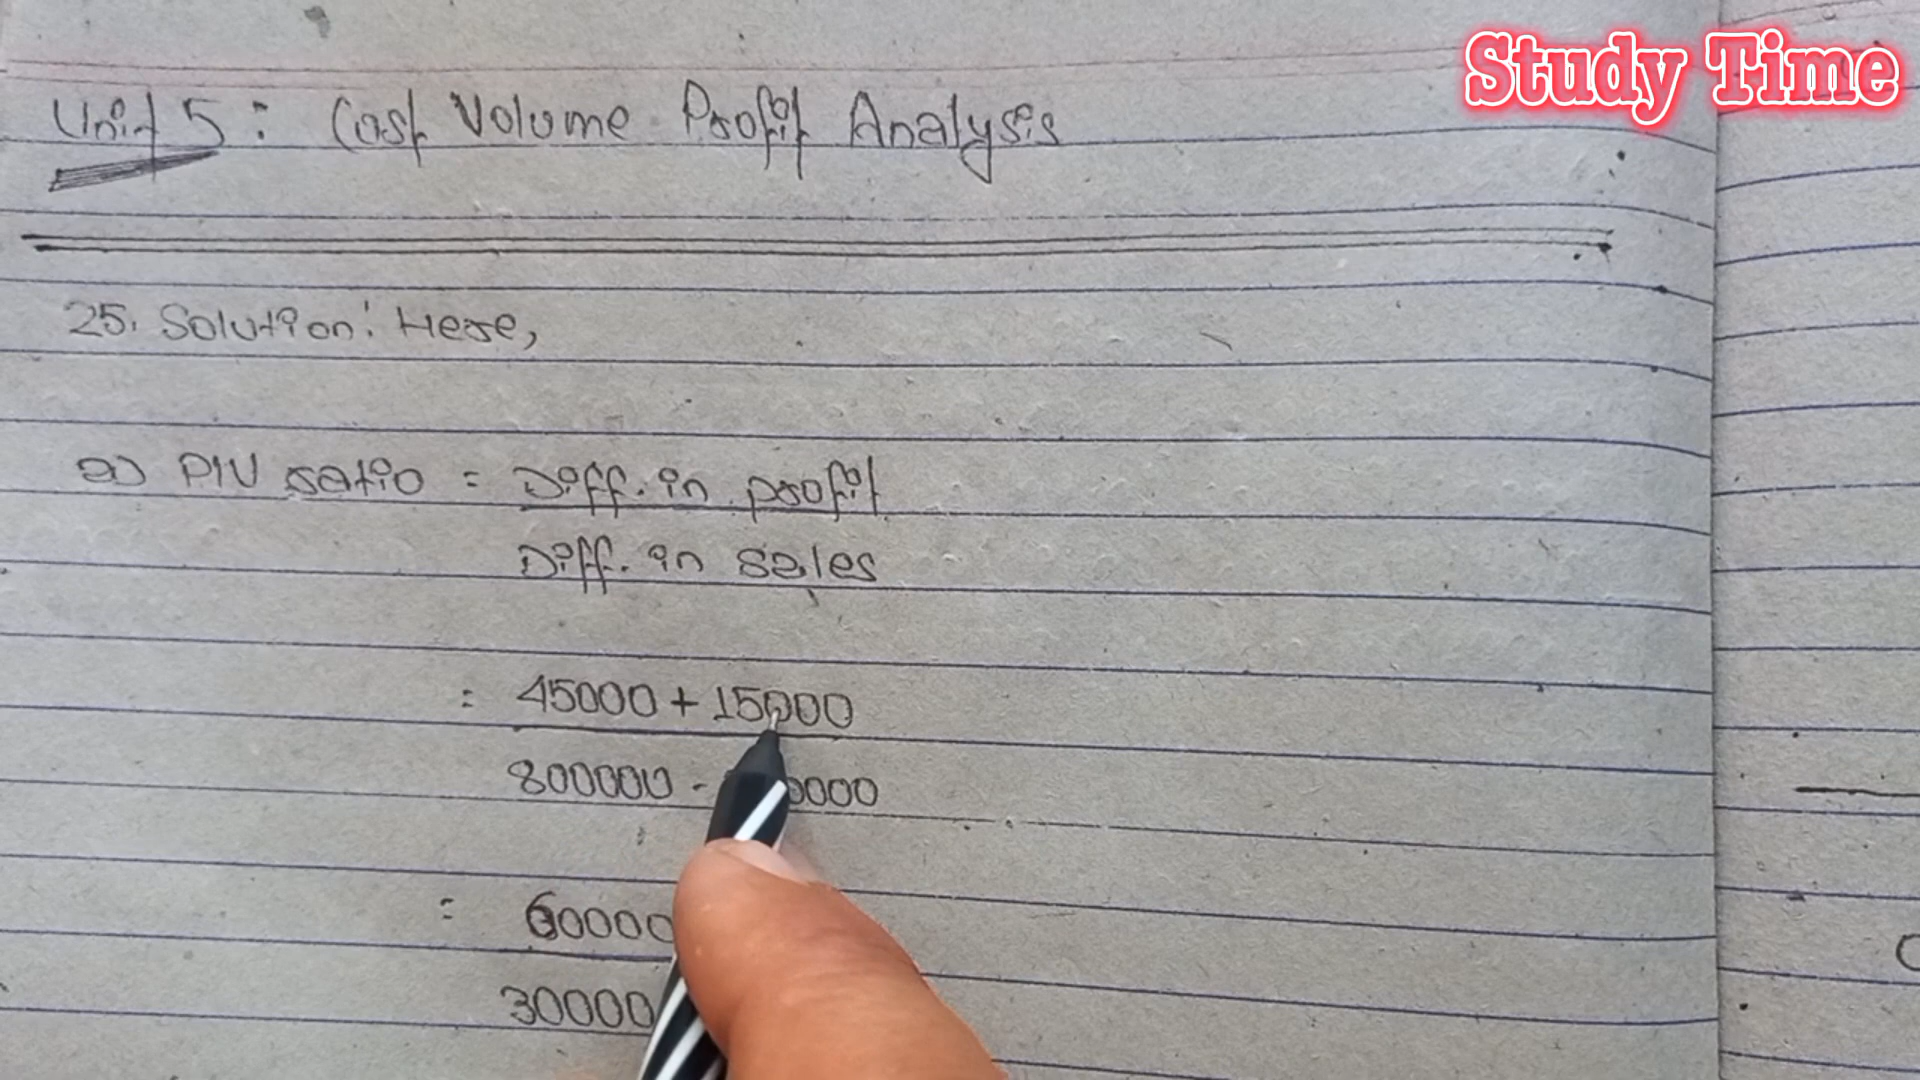 Study Time
Unit 5: Cost Volume Profit Analysis
25. Solution: Here,
a) P/V ratio = Diff. in profit
Diff. in sales
= 45000 + 15000
800000 -
= 60000